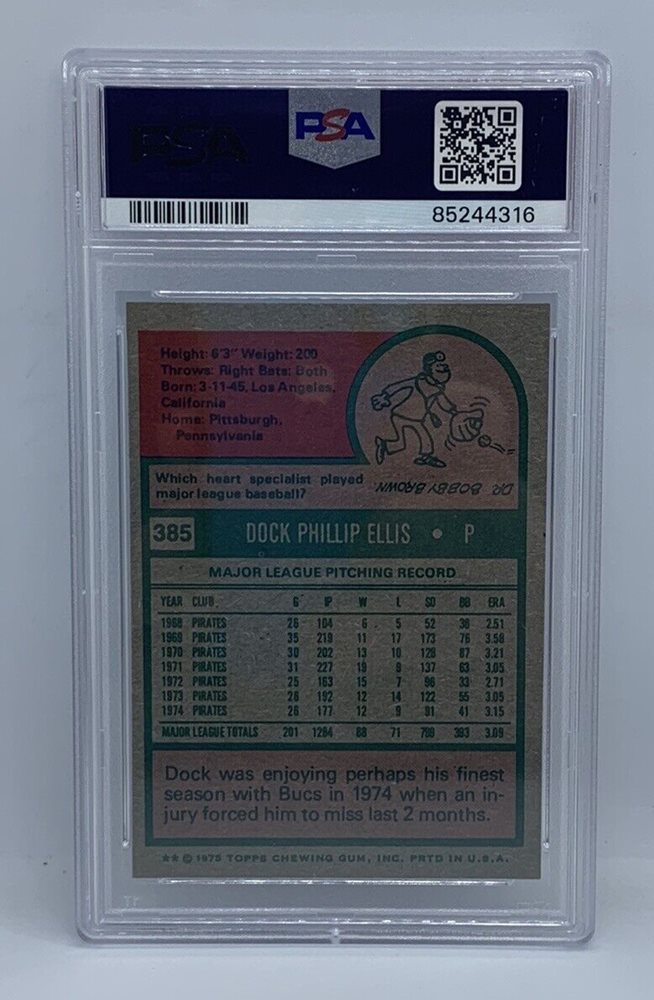 PSA PSA
85244316
Height: 6'3" Weight: 200
Throws: Right Bats: Both
Born: 3-11-45, Los Angeles,
California
Home: Pittsburgh,
Pennsylvania
Which heart specialist played
major league baseball?
DR. BOBBY BROWN
385 DOCK PHILLIP ELLIS • P
MAJOR LEAGUE PITCHING RECORD
YEAR CLUB G IP W L SO BB ERA
1968 PIRATES 26 104 6 5 52 38 2.51
1969 PIRATES 35 219 11 17 173 76 3.58
1970 PIRATES 30 202 13 10 128 87 3.21
1971 PIRATES 31 227 19 9 137 63 3.05
1972 PIRATES 25 163 15 7 96 33 2.71
1973 PIRATES 28 192 12 14 122 55 3.05
1974 PIRATES 26 177 12 9 91 41 3.15
MAJOR LEAGUE TOTALS 201 1284 88 71 799 393 3.09
Dock was enjoying perhaps his finest
season with Bucs in 1974 when an in-
jury forced him to miss last 2 months.
** © 1975 TOPPS CHEWING GUM, INC. PRTD IN U.S.A.